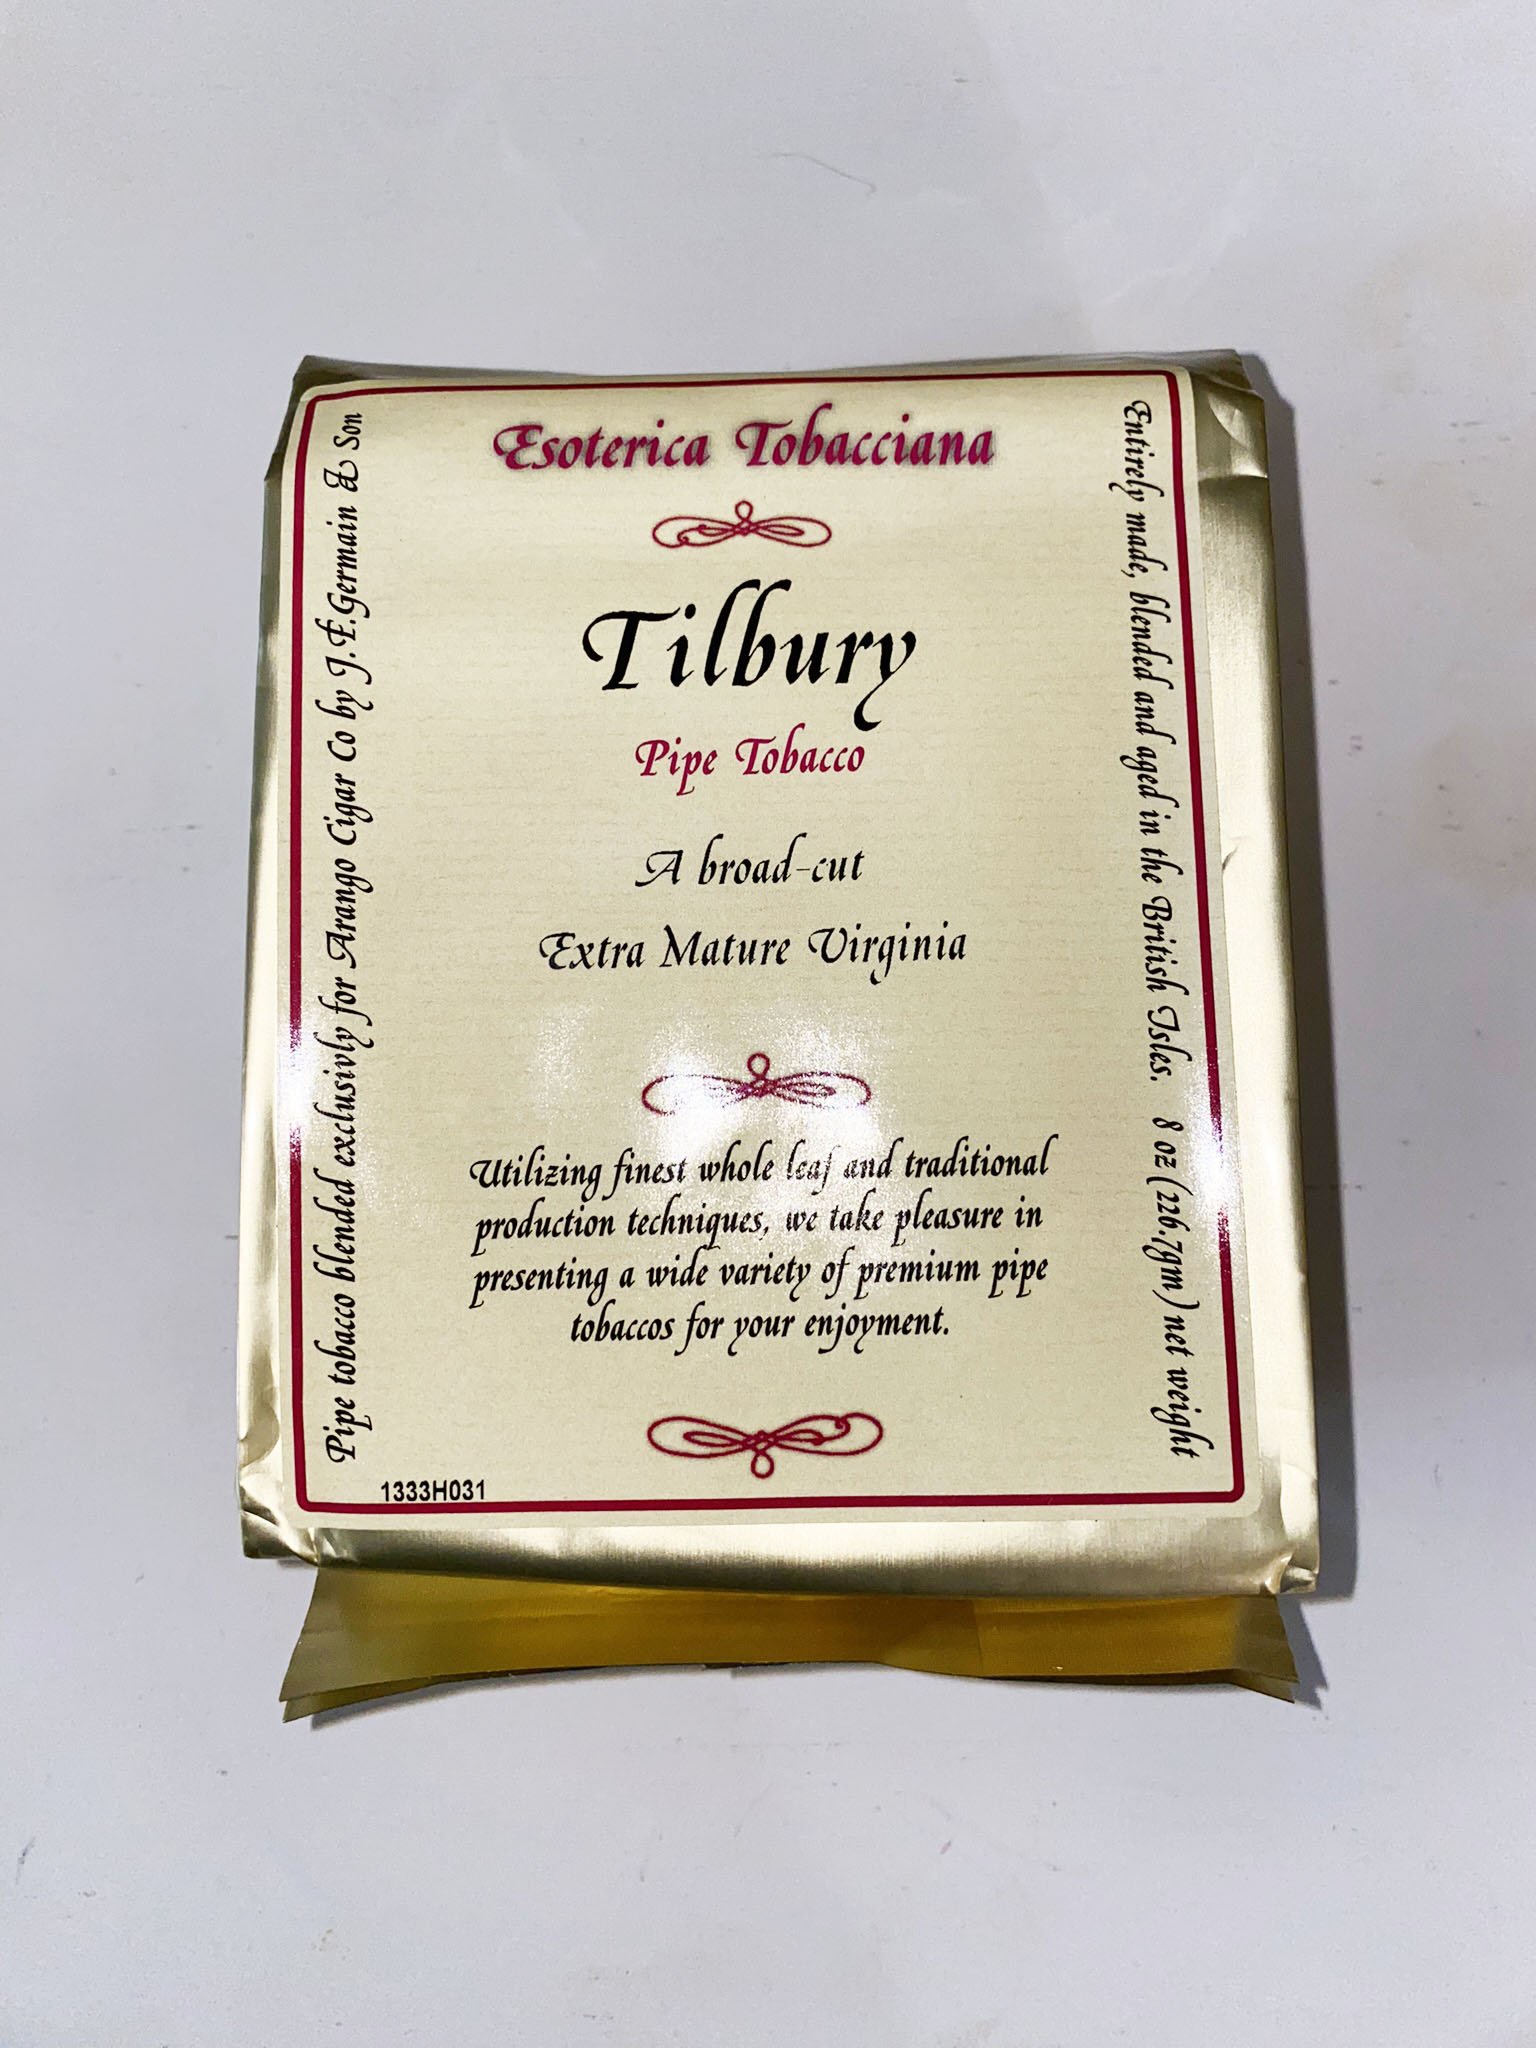 Esoterica Tobacciana
Tilbury
Pipe Tobacco
A broad-cut
Extra Mature Virginia
Utilizing finest whole leaf and traditional
production techniques, we take pleasure in
presenting a wide variety of premium pipe
tobaccos for your enjoyment.
1333H031
Pipe tobacco blended exclusivly for Arango Cigar Co by J.F.Germain & Son
Entirely made, blended and aged in the British Isles. 8 oz (226.7gm) net weight